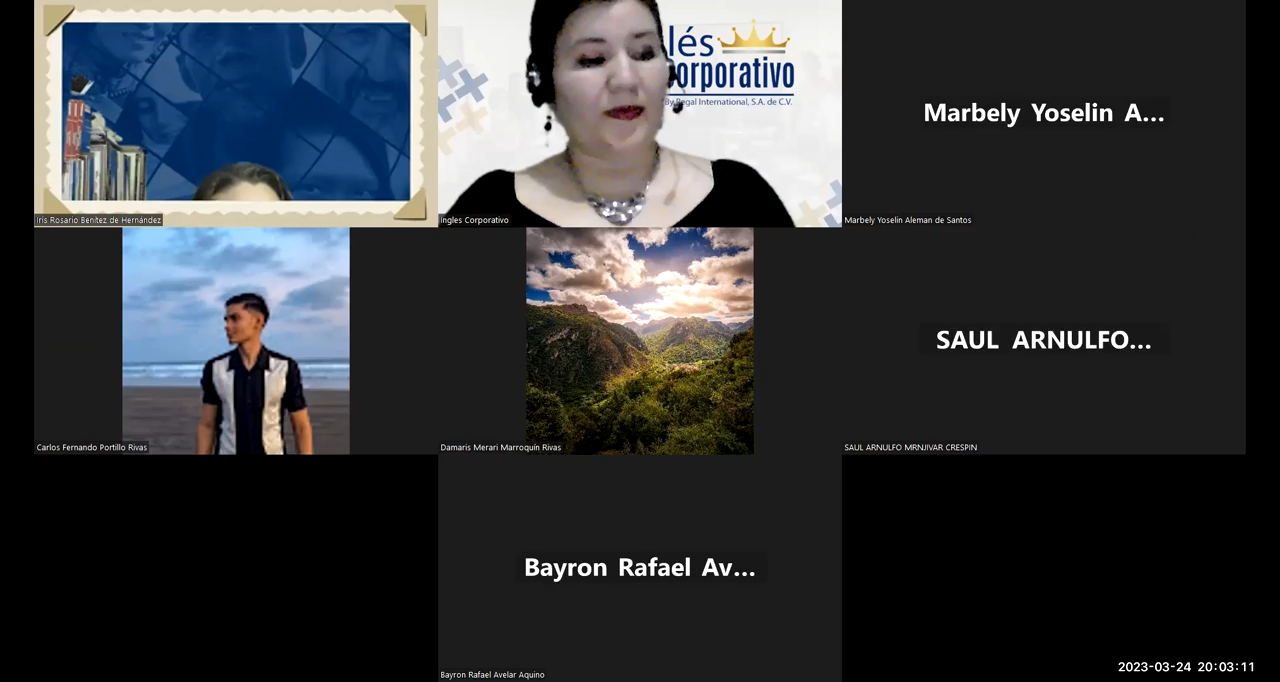 lés
orporativo
By Regal International, S.A. de C.V.
Marbely Yoselin A...
Iris Rosario Benítez de Hernández
Ingles Corporativo
Marbely Yoselin Aleman de Santos
SAUL ARNULFO...
Carlos Fernando Portillo Rivas
Damaris Merari Marroquín Rivas
SAUL ARNULFO MRNJIVAR CRESPIN
Bayron Rafael Av...
Bayron Rafael Avelar Aquino
2023-03-24 20:03:11